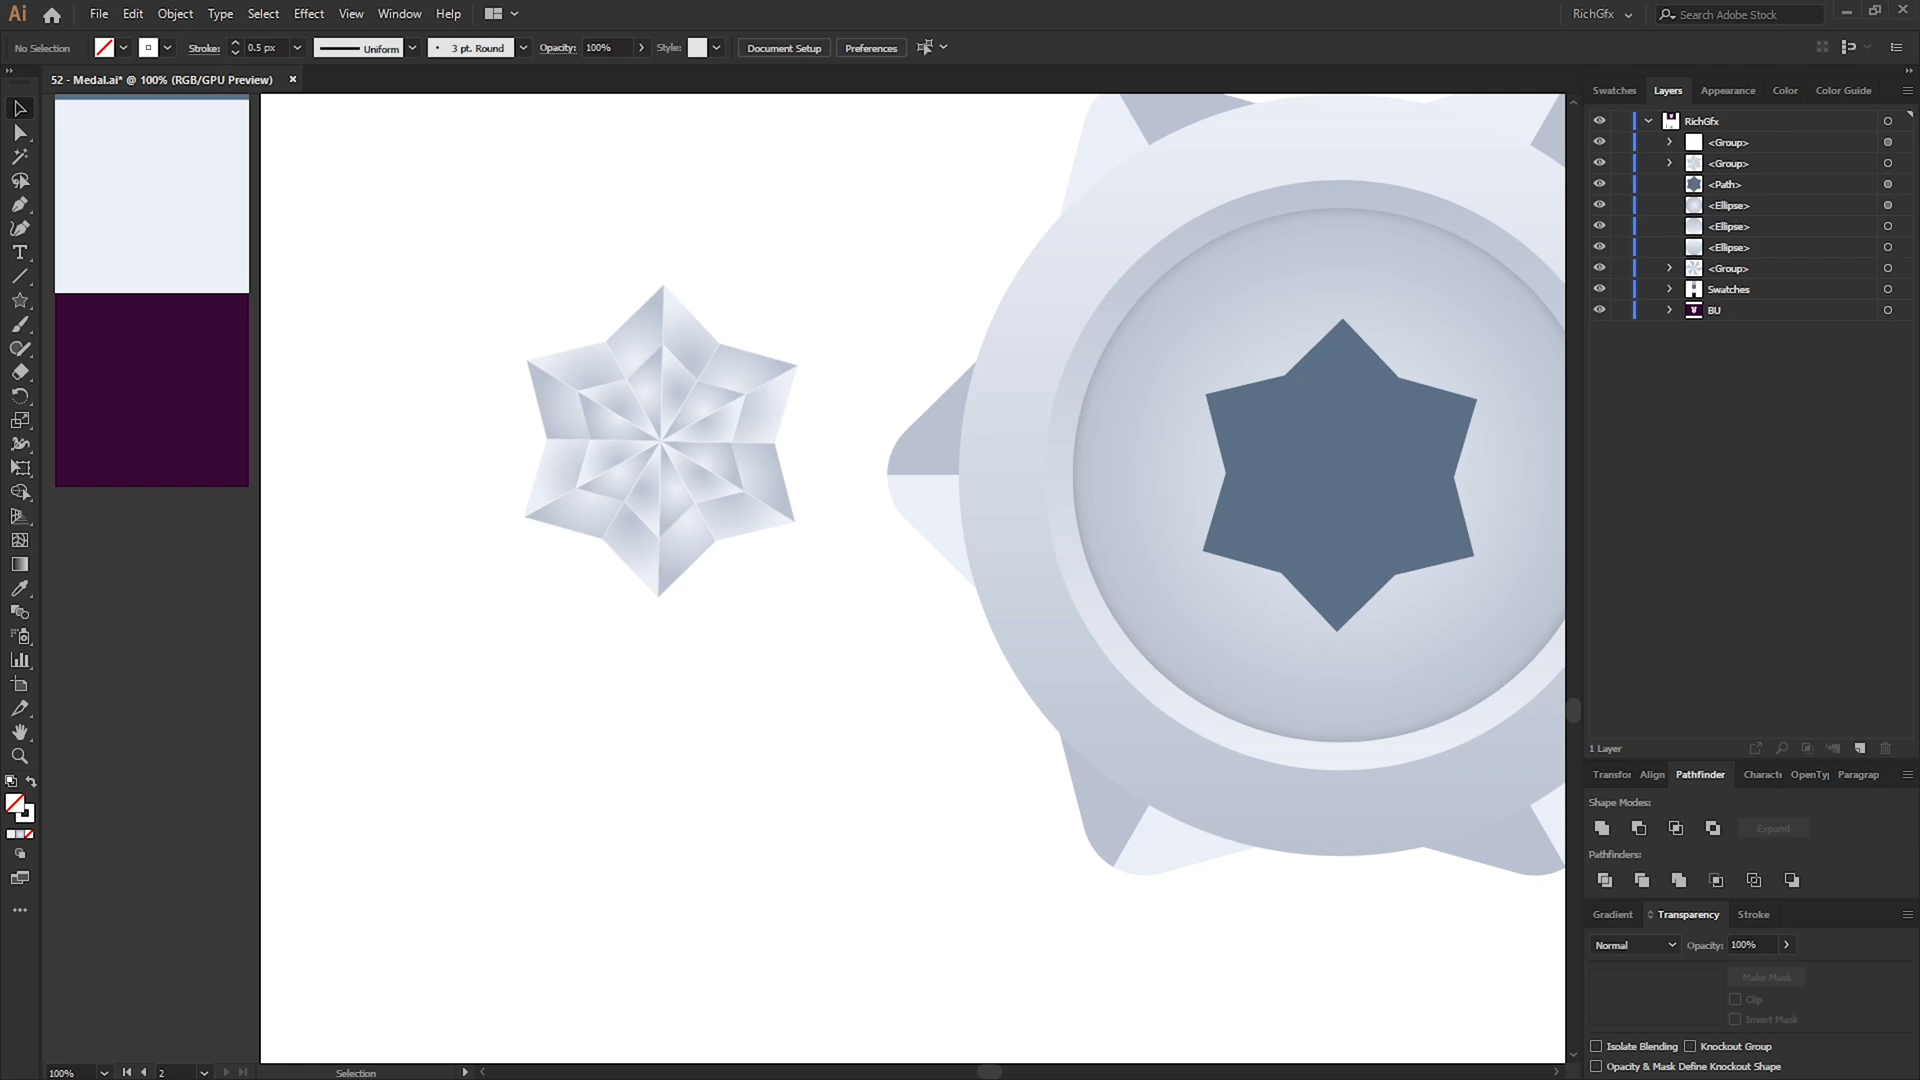 Ai
File Edit Object Type Select Effect View Window Help
RichGfx
Search Adobe Stock
No Selection
Stroke: 0.5 px
Uniform
3 pt. Round
Opacity: 100%
Style:
Document Setup
Preferences
52 - Medal.ai* @ 100% (RGB/GPU Preview)
Swatches Layers Appearance Color Color Guide
RichGfx
<Group>
<Group>
<Path>
<Ellipse>
<Ellipse>
<Ellipse>
<Group>
Swatches
BU
1 Layer
Transfor Align Pathfinder Characte OpenTy Paragrap
Shape Modes:
Expand
Pathfinders:
Gradient Transparency Stroke
Normal Opacity: 100%
Make Mask
Clip
Invert Mask
Isolate Blending Knockout Group
Opacity & Mask Define Knockout Shape
100% 2 Selection